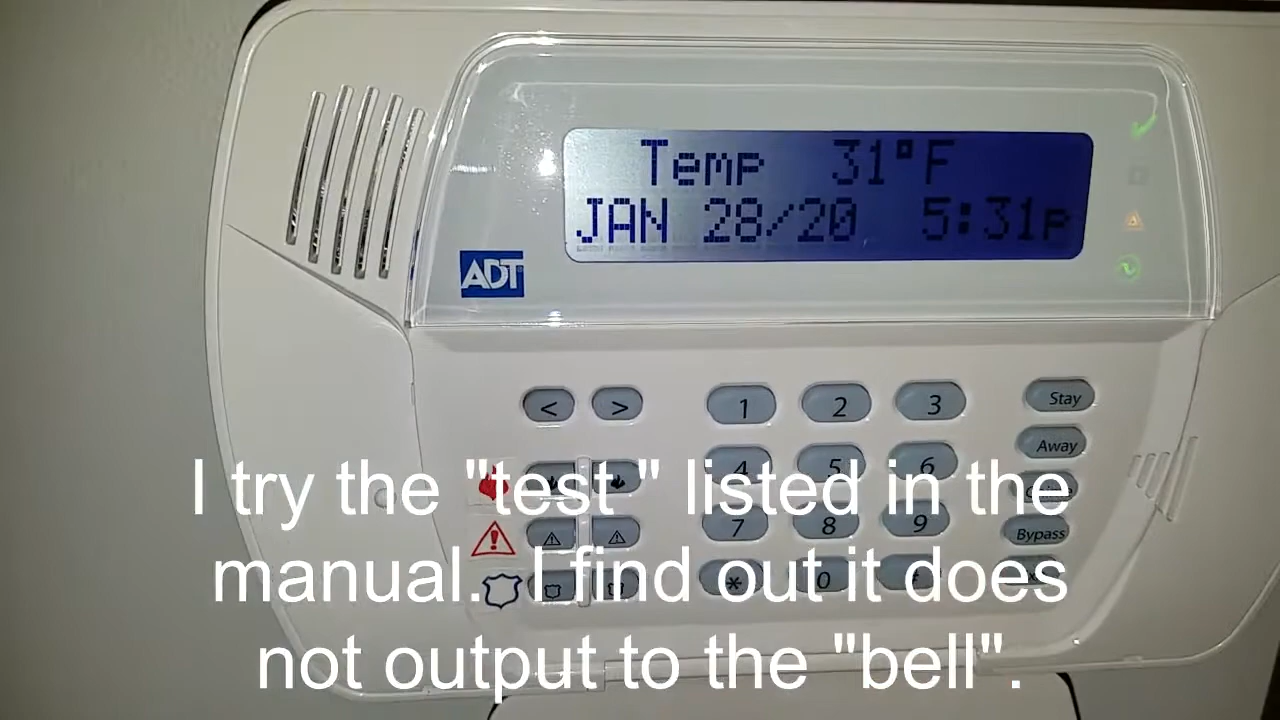 Temp 31°F
JAN 28/20 5:31p
ADT
< > 1 2 3 Stay
4 5 6 Away
7 8 9 Bypass
* 0 #
I try the "test " listed in the
manual. I find out it does
not output to the "bell".